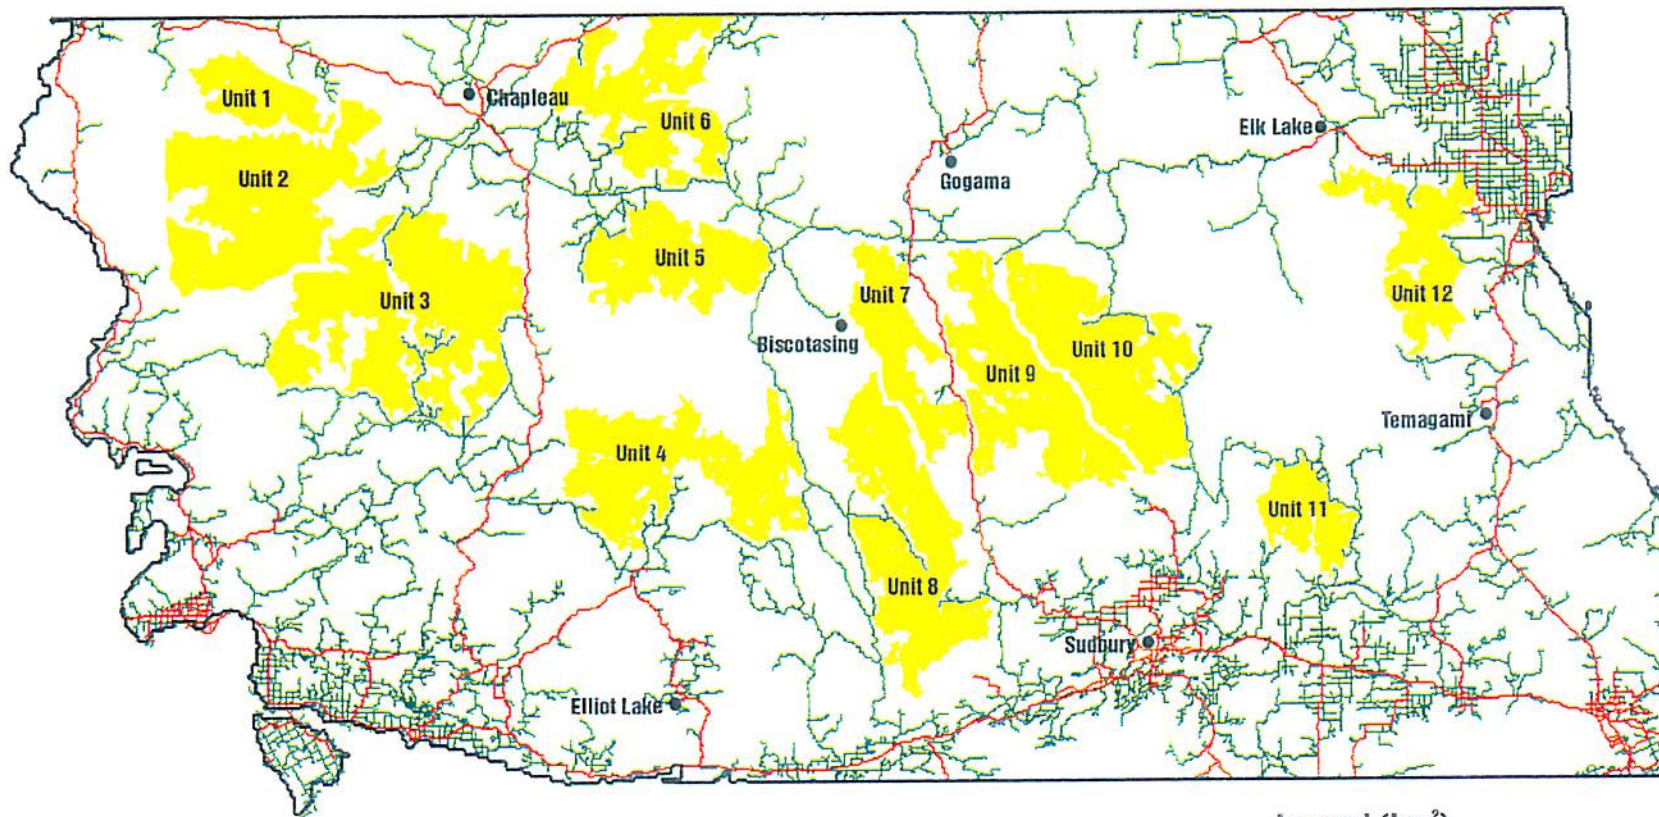 Unit 1
Chapleau
Unit 6
Elk Lake
Unit 2
Gogama
Unit 5
Unit 3
Unit 7
Unit 12
Biscotasing
Unit 10
Unit 9
Temagami
Unit 4
Unit 11
Unit 8
Sudbury
Elliot Lake
(km²)